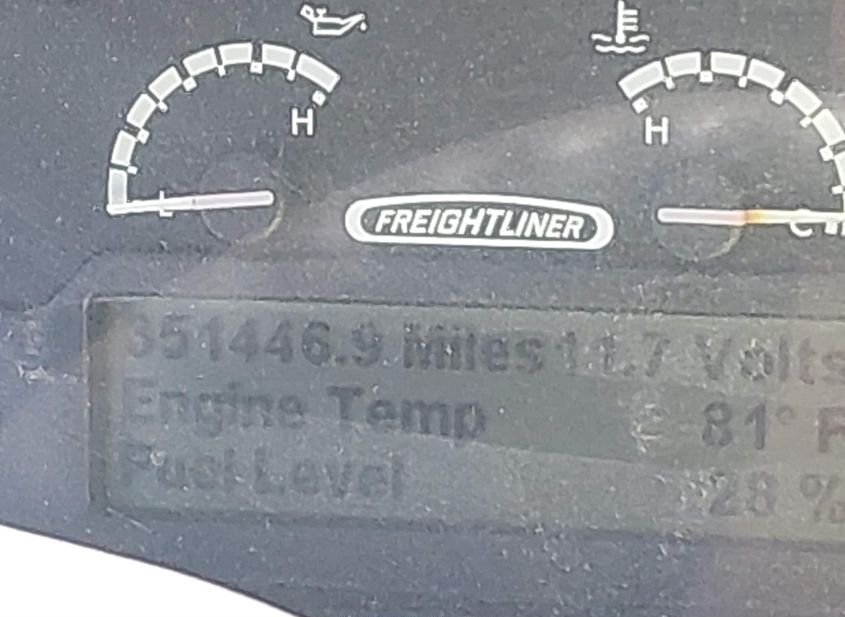 H
H
L
C
FREIGHTLINER
351446.9 Miles 11.7 Volts
Engine Temp 81° F
Fuel Level 28 %